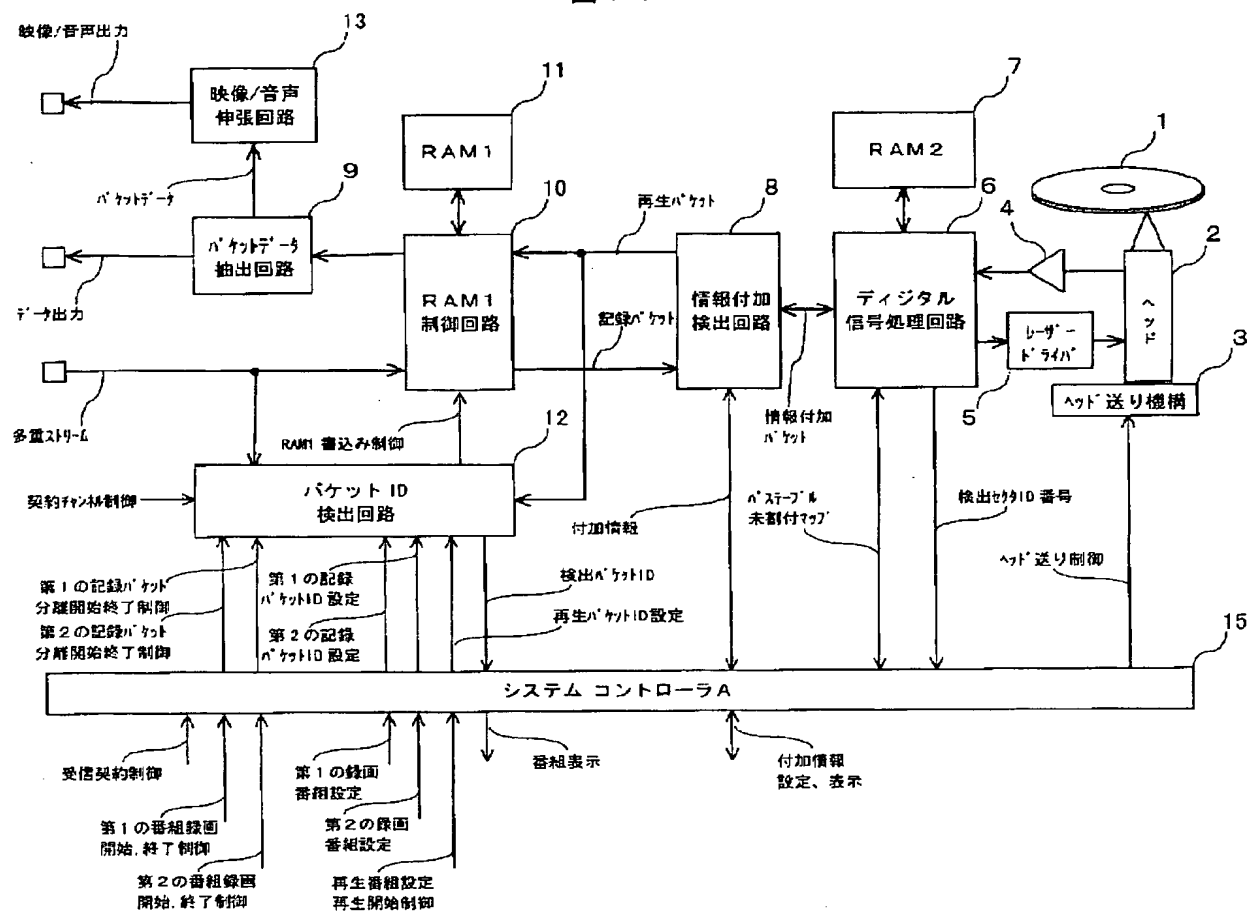 映像/音声出力
13
映像/音声
伸張回路
11
RAM1
7
RAM2
1
パケットデータ
9
10
再生パケット
8
6
4
2
パケットデータ
抽出回路
RAM1
制御回路
情報付加
検出回路
ディジタル
信号処理回路
ヘッド
データ出力
記録パケット
レーザー
ドライバ
3
5
ヘッド送り機構
多重ストリーム
RAM1 書込み制御
12
情報付加
パケット
契約チャンネル制御
パケット ID
検出回路
付加情報
パステーブル
未割付マップ
検出セクタID 番号
ヘッド送り制御
第1の記録パケット
分離開始終了制御
第2の記録パケット
分離開始終了制御
第1の記録
パケットID 設定
第2の記録
パケットID 設定
検出パケットID
再生パケットID設定
15
システム コントローラA
受信契約制御
第1の番組録画
開始,終了制御
第2の番組録画
開始,終了制御
第1の録画
番組設定
第2の録画
番組設定
再生番組設定
再生開始制御
番組表示
付加情報
設定、表示